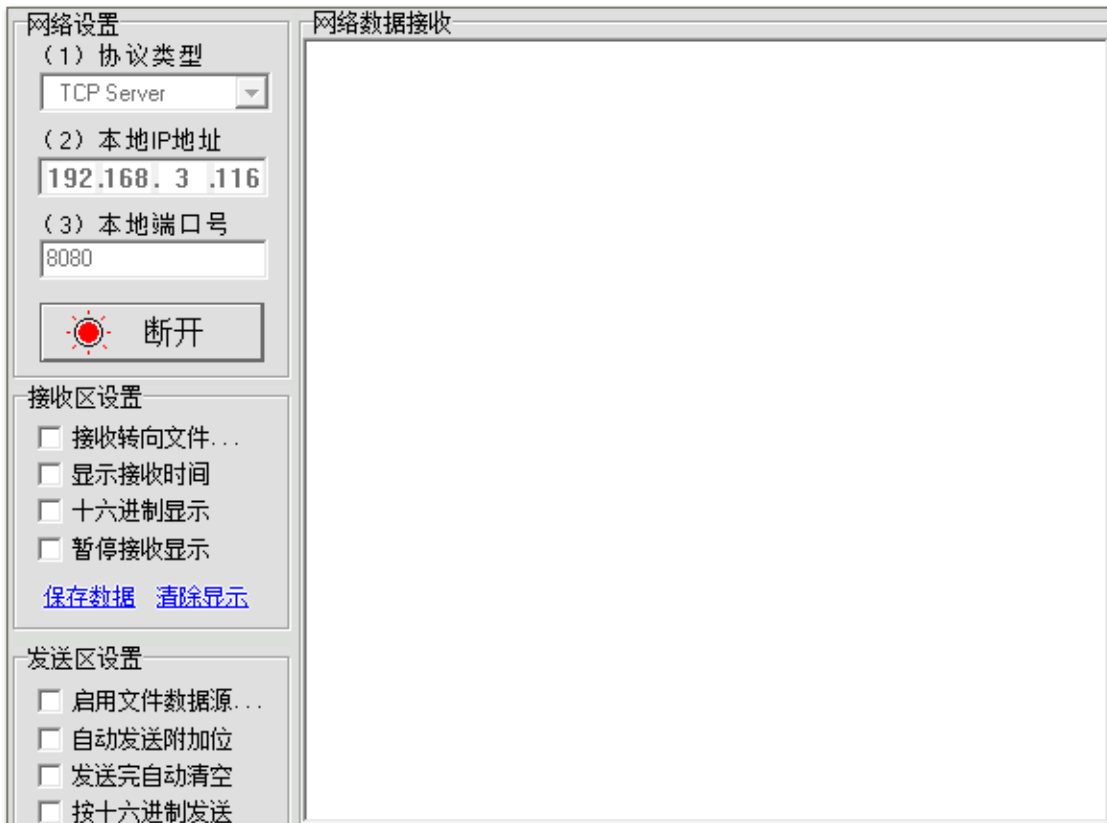 网络设置
（1）协议类型
TCP Server
（2）本地IP地址
192.168. 3 .116
（3）本地端口号
8080
断开
接收区设置
接收转向文件...
显示接收时间
十六进制显示
暂停接收显示
保存数据 清除显示
发送区设置
启用文件数据源...
自动发送附加位
发送完自动清空
按十六进制发送
网络数据接收